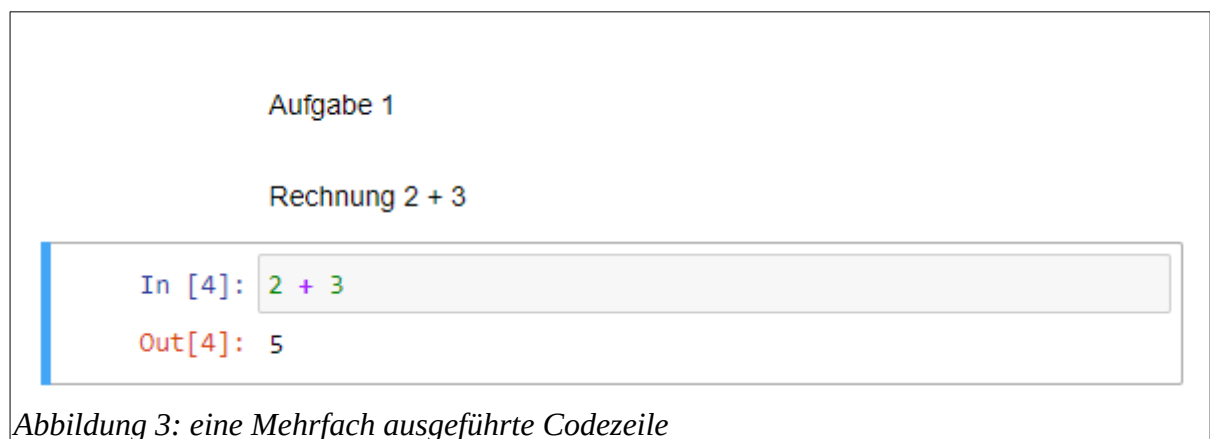 Aufgabe 1
Rechnung 2 + 3
In [4]: 2 + 3
Out[4]: 5
Abbildung 3: eine Mehrfach ausgeführte Codezeile